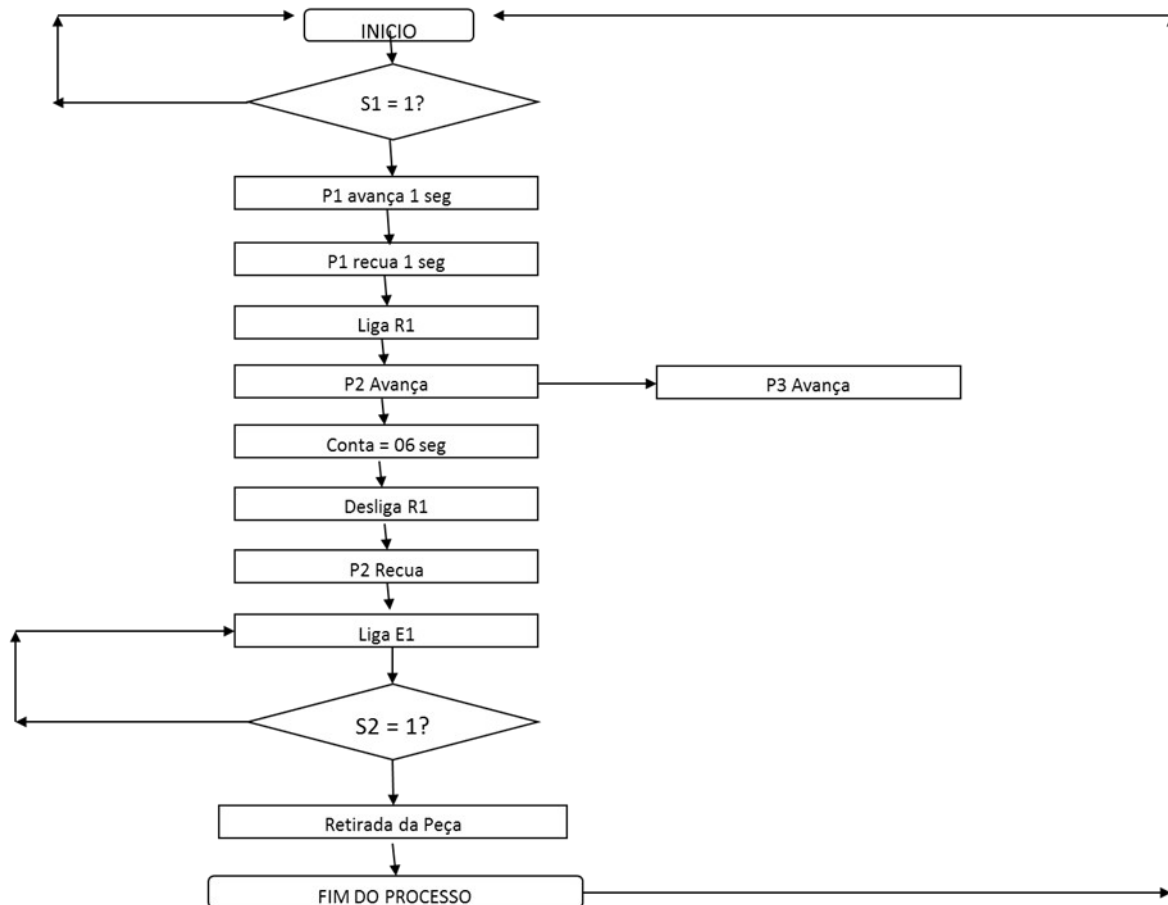 INICIO
S1 = 1?
P1 avança 1 seg
P1 recua 1 seg
Liga R1
P2 Avança
P3 Avança
Conta = 06 seg
Desliga R1
P2 Recua
Liga E1
S2 = 1?
Retirada da Peça
FIM DO PROCESSO